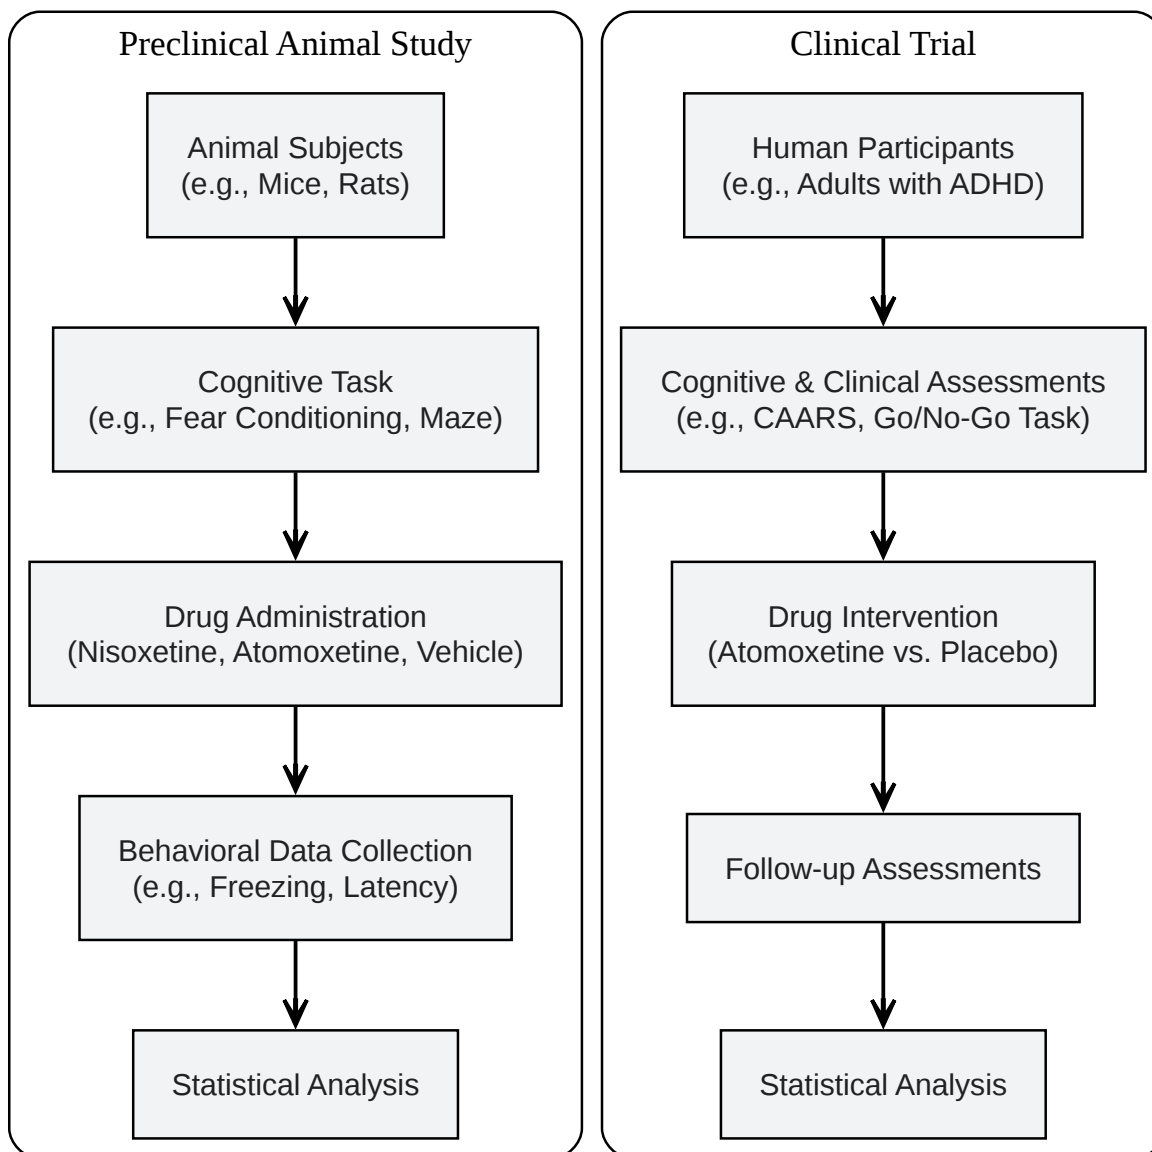 Preclinical Animal Study
Animal Subjects
(e.g., Mice, Rats)
Cognitive Task
(e.g., Fear Conditioning, Maze)
Drug Administration
(Nisoxetine, Atomoxetine, Vehicle)
Behavioral Data Collection
(e.g., Freezing, Latency)
Statistical Analysis
Clinical Trial
Human Participants
(e.g., Adults with ADHD)
Cognitive & Clinical Assessments
(e.g., CAARS, Go/No-Go Task)
Drug Intervention
(Atomoxetine vs. Placebo)
Follow-up Assessments
Statistical Analysis